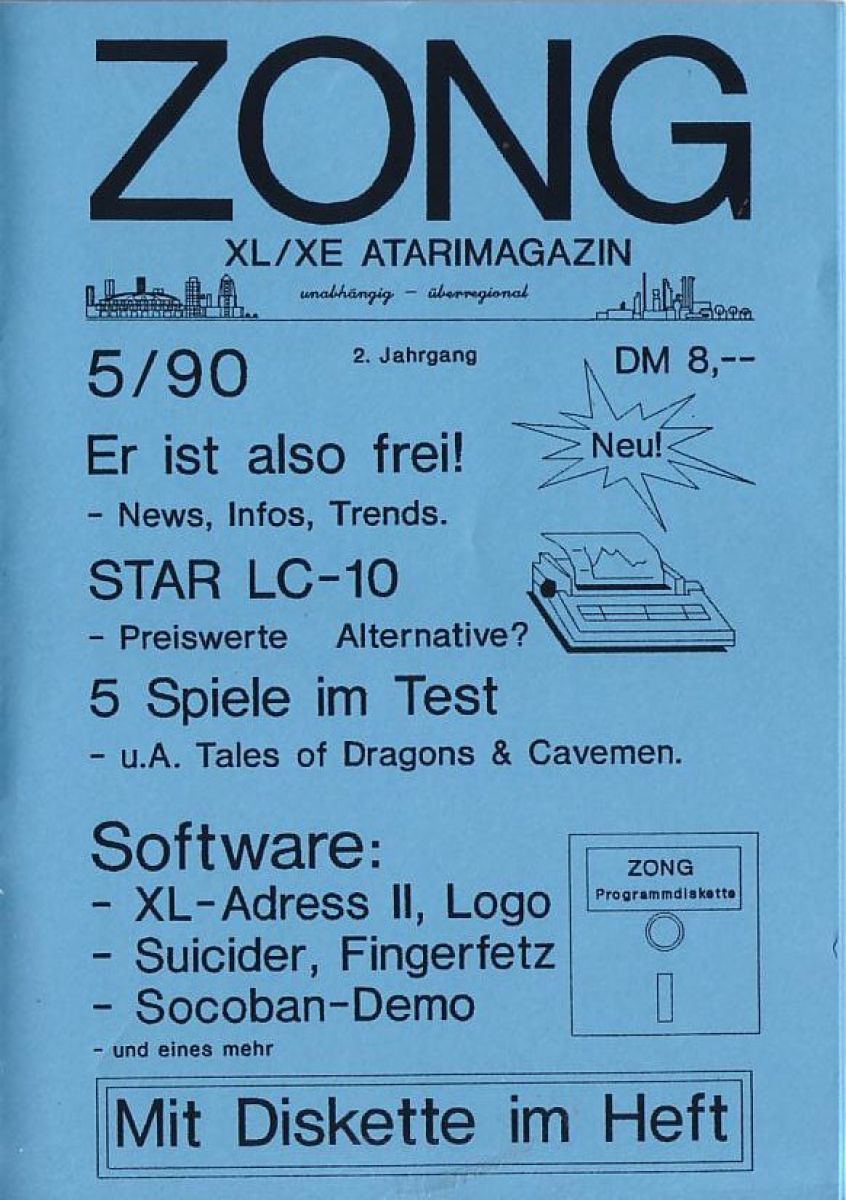 ZONG
XL/XE ATARIMAGAZIN
unabhängig - überregional
5/90
2. Jahrgang
DM 8,--
Er ist also frei!
Neu!
- News, Infos, Trends.
STAR LC-10
- Preiswerte Alternative?
5 Spiele im Test
- u.A. Tales of Dragons & Cavemen.
Software:
- XL-Adress II, Logo
- Suicider, Fingerfetz
- Socoban-Demo
- und eines mehr
ZONG
Programmdiskette
Mit Diskette im Heft